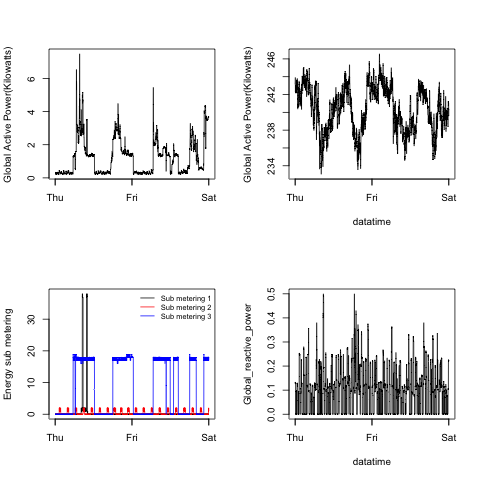 Global Active Power(Kilowatts)
0 2 4 6
Thu Fri Sat
Global Active Power(Kilowatts)
234 238 242 246
Thu Fri Sat
datatime
Energy sub metering
0 10 20 30
Sub metering 1
Sub metering 2
Sub metering 3
Thu Fri Sat
Global_reactive_power
0.0 0.1 0.2 0.3 0.4 0.5
Thu Fri Sat
datatime